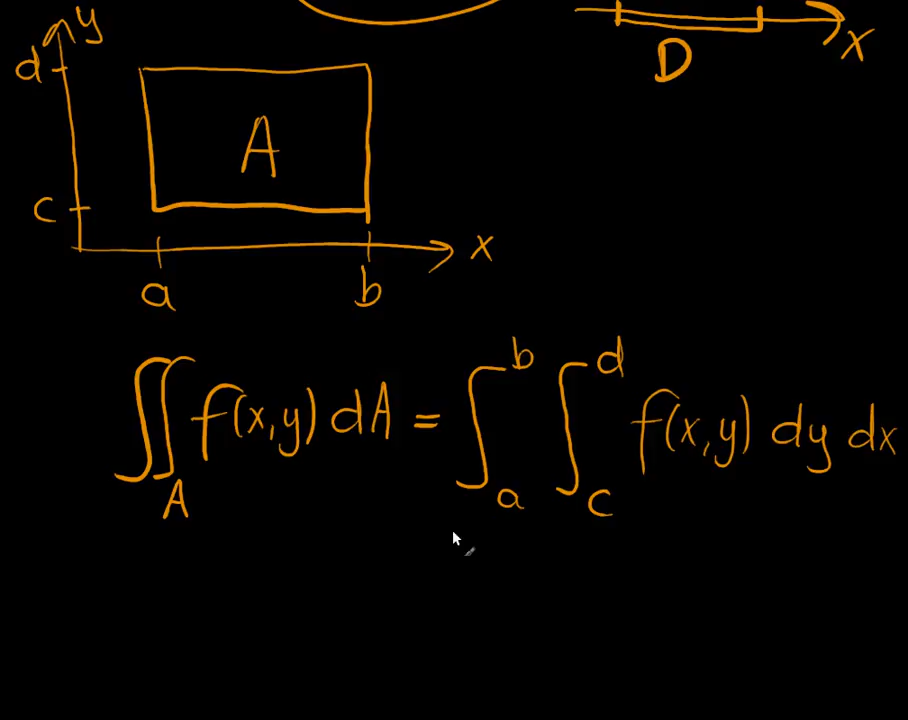 y
d
x
D
A
c
x
a b
∬_A f(x,y) dA = ∫_a^b ∫_c^d f(x,y) dy dx